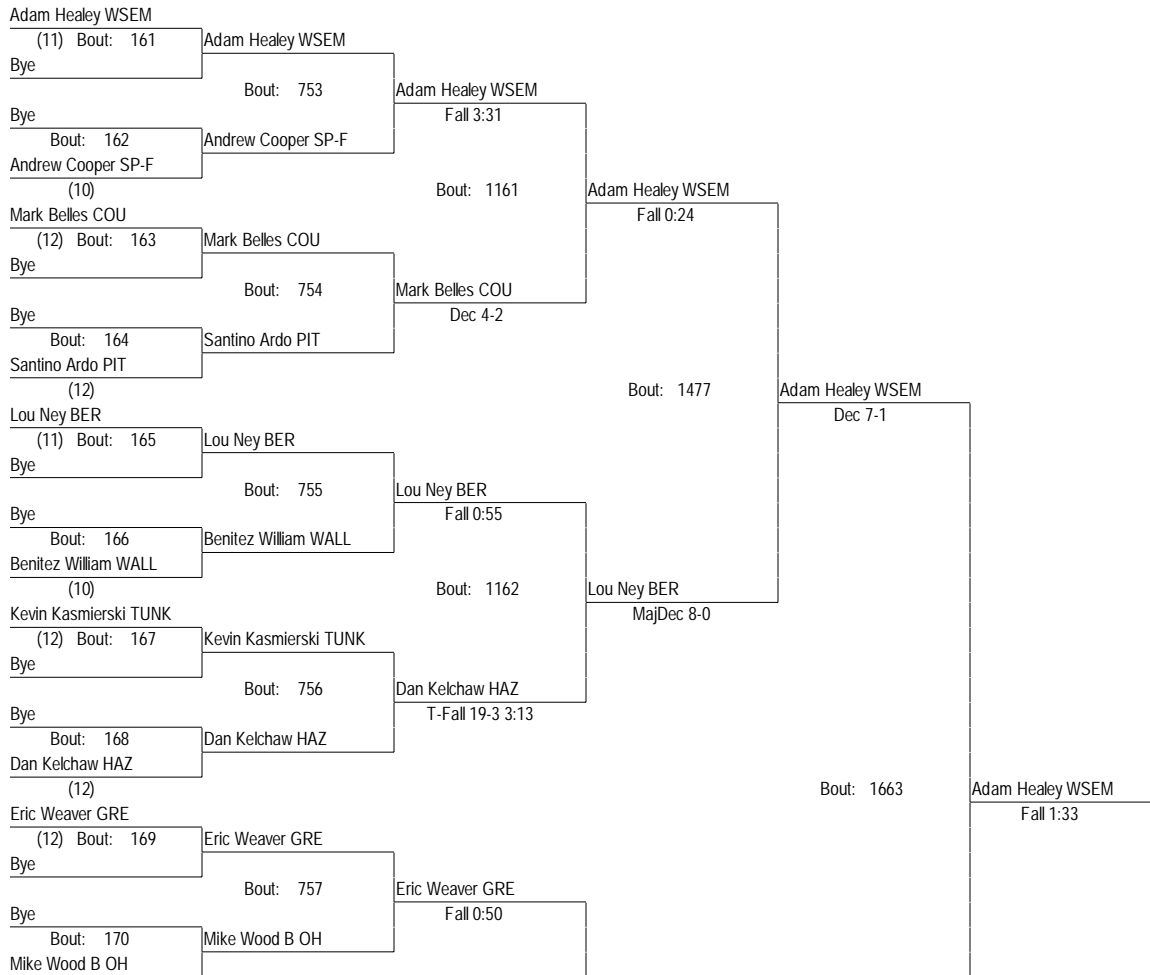 Adam Healey WSEM
(11) Bout: 161 Adam Healey WSEM
Bye
Bout: 753 Adam Healey WSEM
Bye Fall 3:31
Bout: 162 Andrew Cooper SP-F
Andrew Cooper SP-F
(10) Bout: 1161 Adam Healey WSEM
Mark Belles COU Fall 0:24
(12) Bout: 163 Mark Belles COU
Bye
Bout: 754 Mark Belles COU
Bye Dec 4-2
Bout: 164 Santino Ardo PIT
Santino Ardo PIT
(12) Bout: 1477 Adam Healey WSEM
Lou Ney BER Dec 7-1
(11) Bout: 165 Lou Ney BER
Bye
Bout: 755 Lou Ney BER
Bye Fall 0:55
Bout: 166 Benitez William WALL
Benitez William WALL
(10) Bout: 1162 Lou Ney BER
Kevin Kasmierski TUNK MajDec 8-0
(12) Bout: 167 Kevin Kasmierski TUNK
Bye
Bout: 756 Dan Kelchaw HAZ
Bye T-Fall 19-3 3:13
Bout: 168 Dan Kelchaw HAZ
Dan Kelchaw HAZ
(12) Bout: 1663 Adam Healey WSEM
Eric Weaver GRE Fall 1:33
(12) Bout: 169 Eric Weaver GRE
Bye
Bout: 757 Eric Weaver GRE
Bye Fall 0:50
Bout: 170 Mike Wood B OH
Mike Wood B OH